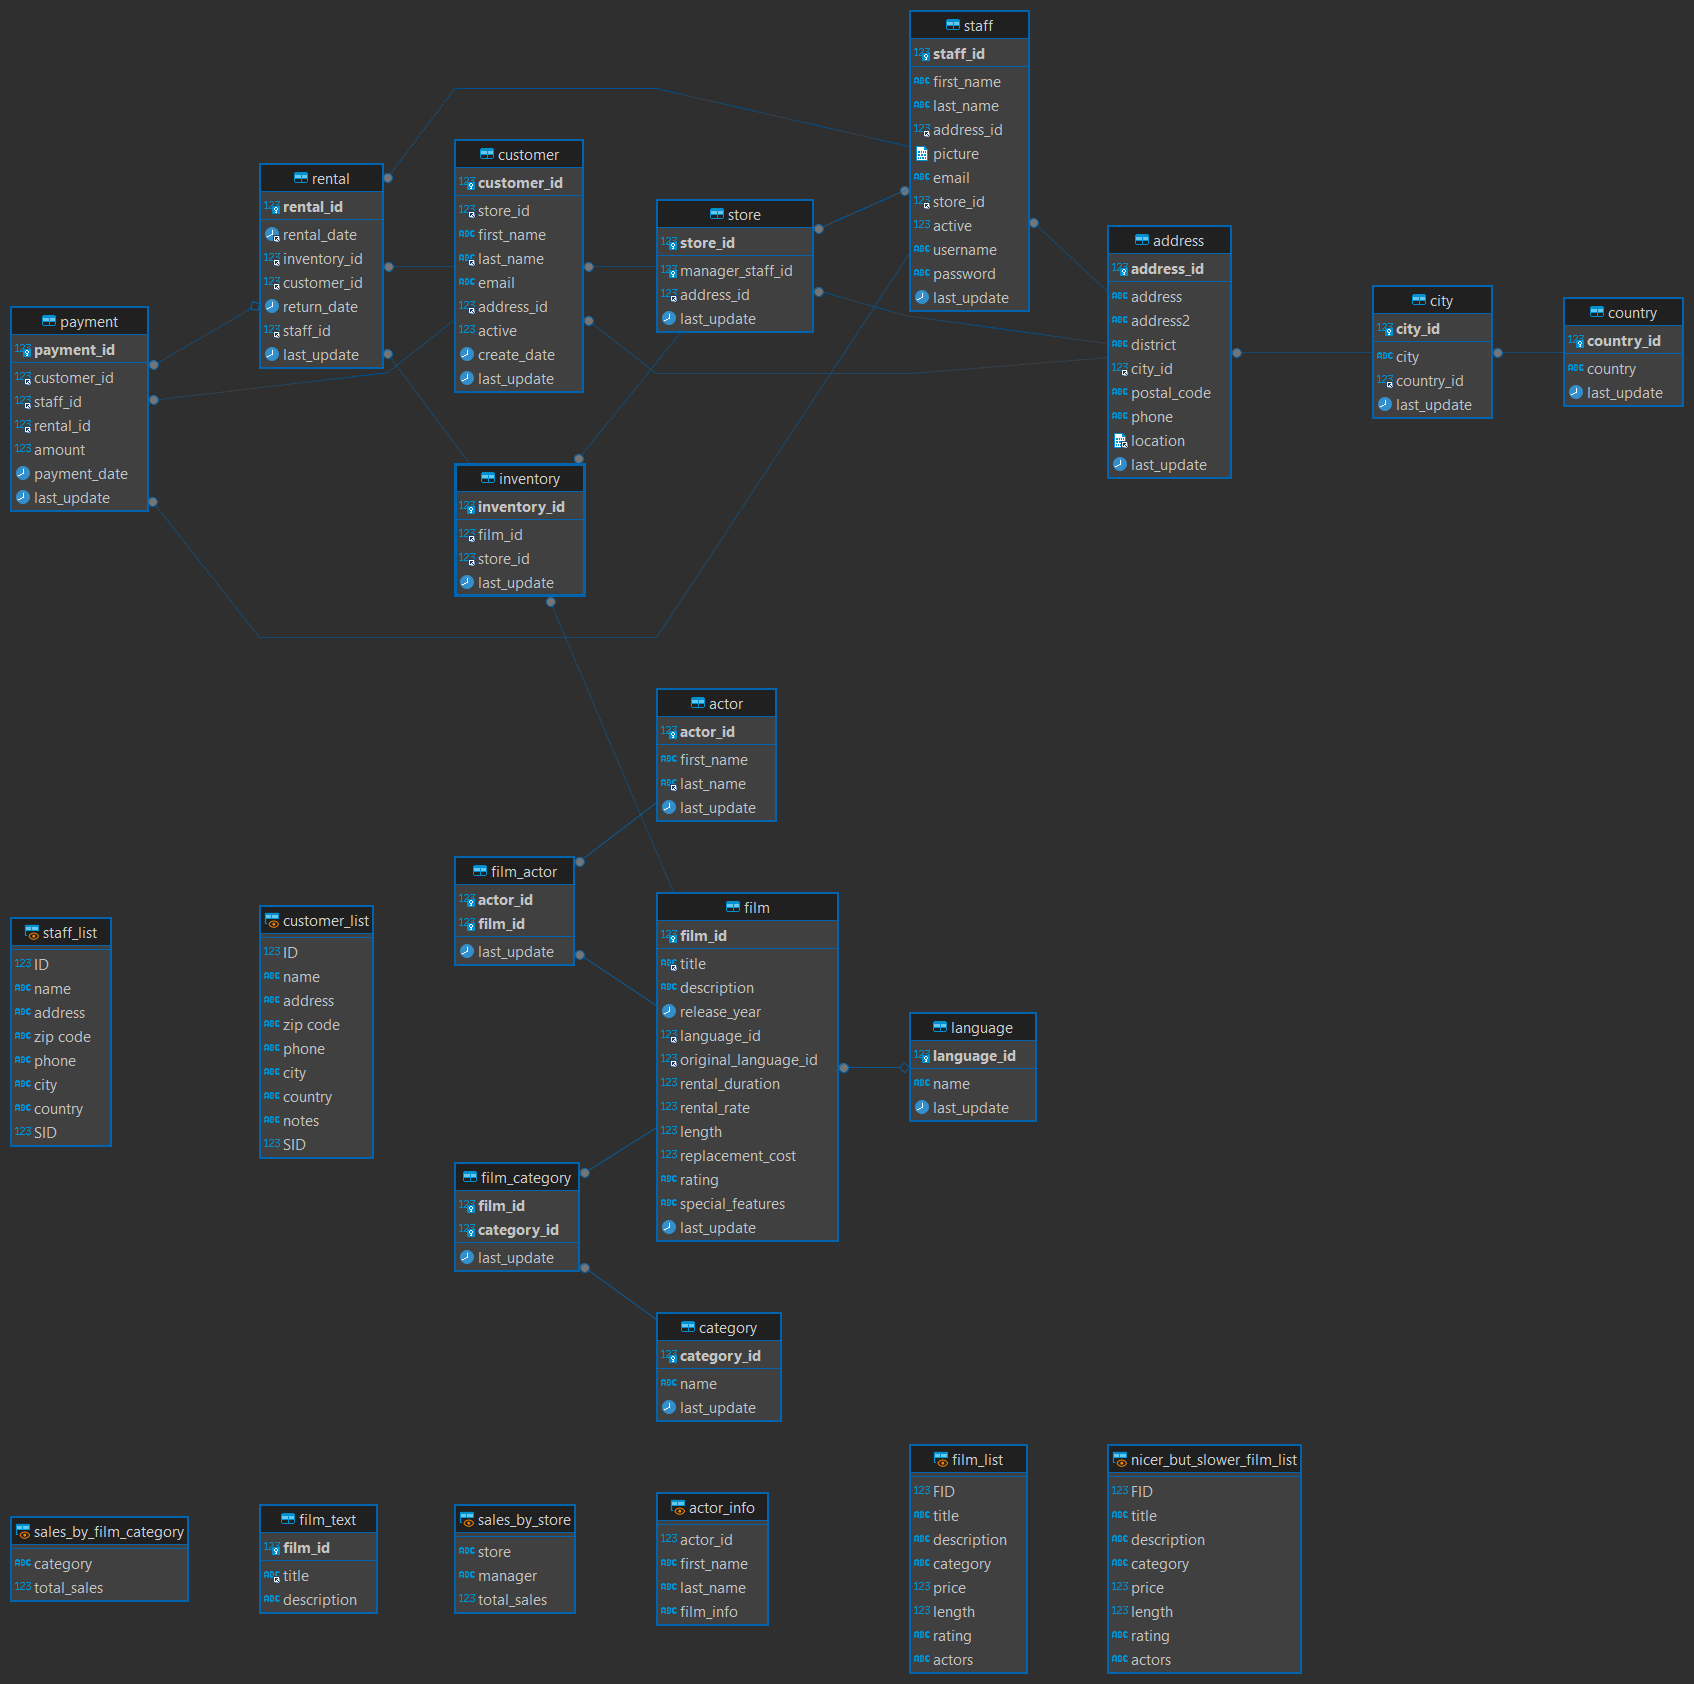 staff
staff_id
first_name
last_name
address_id
picture
email
store_id
active
username
password
last_update
customer
customer_id
store_id
first_name
last_name
email
address_id
active
create_date
last_update
rental
rental_id
rental_date
inventory_id
customer_id
return_date
staff_id
last_update
store
store_id
manager_staff_id
address_id
last_update
address
address_id
address
address2
district
city_id
postal_code
phone
location
last_update
city
city_id
city
country_id
last_update
country
country_id
country
last_update
payment
payment_id
customer_id
staff_id
rental_id
amount
payment_date
last_update
inventory
inventory_id
film_id
store_id
last_update
actor
actor_id
first_name
last_name
last_update
film_actor
actor_id
film_id
last_update
film
film_id
title
description
release_year
language_id
original_language_id
rental_duration
rental_rate
length
replacement_cost
rating
special_features
last_update
staff_list
ID
name
address
zip code
phone
city
country
SID
customer_list
ID
name
address
zip code
phone
city
country
notes
SID
language
language_id
name
last_update
film_category
film_id
category_id
last_update
category
category_id
name
last_update
film_list
FID
title
description
category
price
length
rating
actors
nicer_but_slower_film_list
FID
title
description
category
price
length
rating
actors
sales_by_film_category
category
total_sales
film_text
film_id
title
description
sales_by_store
store
manager
total_sales
actor_info
actor_id
first_name
last_name
film_info